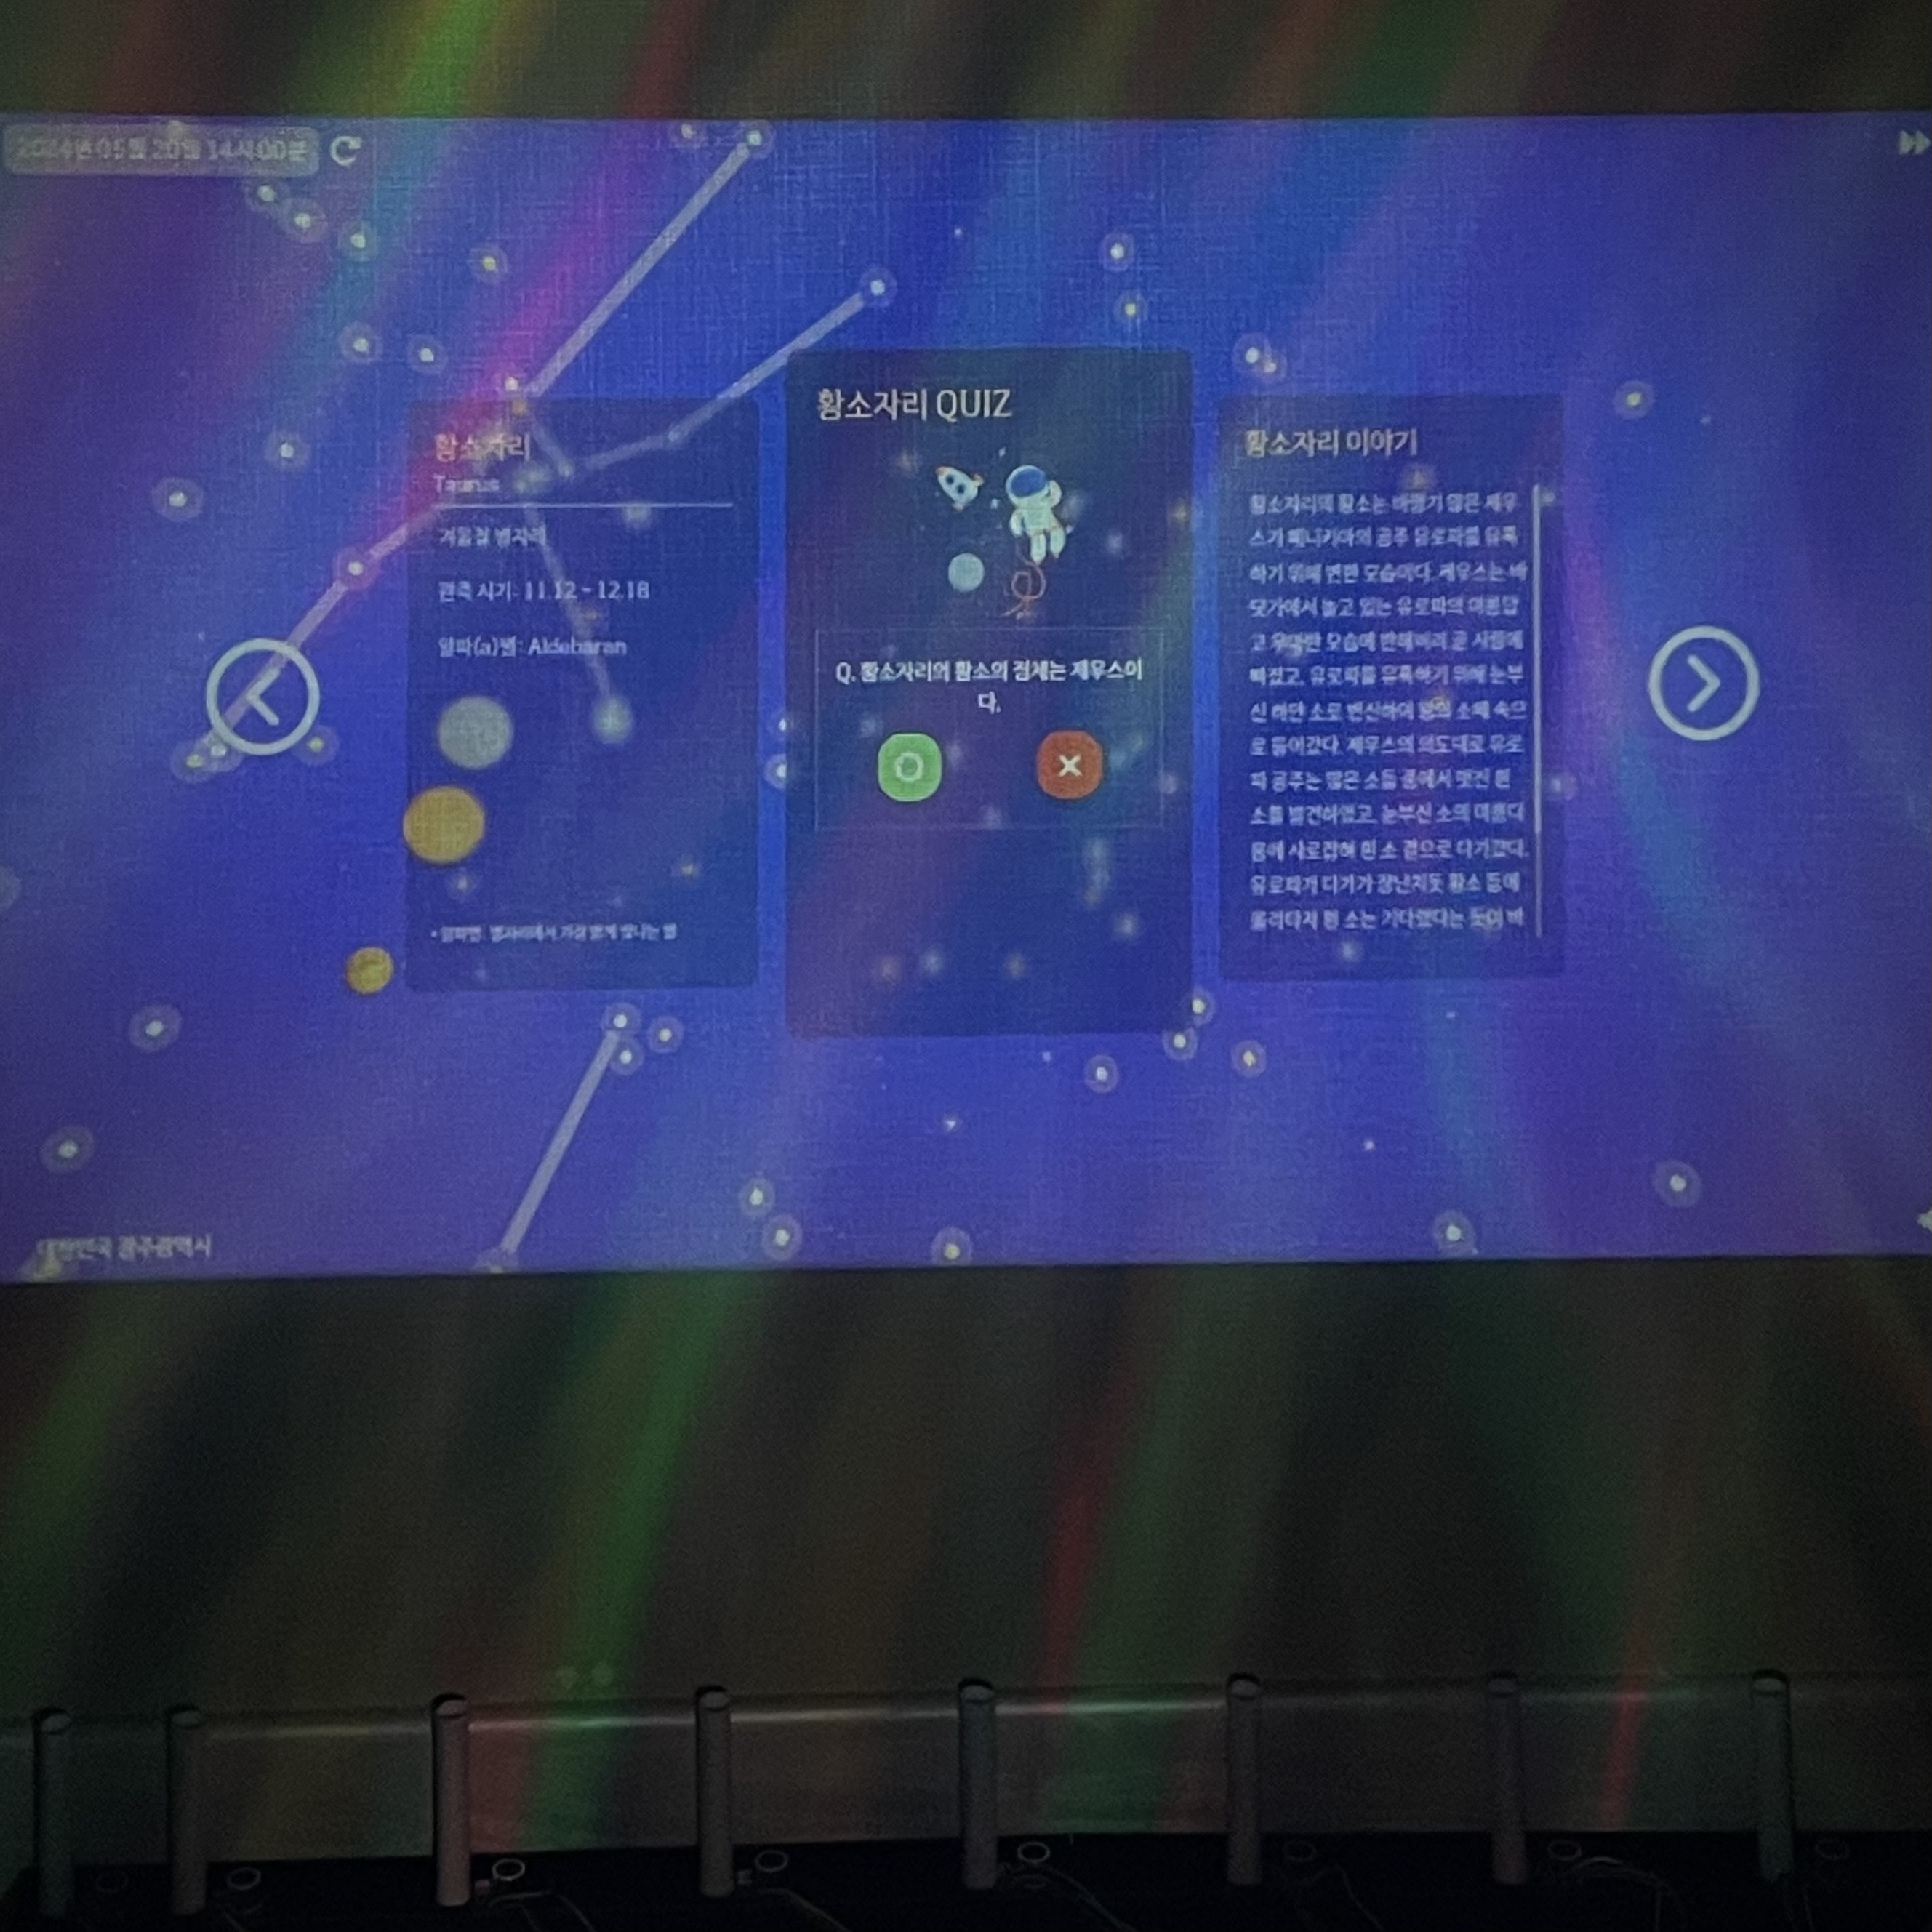 2024년 05월 20일 14시 00분
황소자리
Taurus
겨울철 별자리
관측 시기: 11.12 ~ 12.18
알파(a)별: Aldebaran
* 알파별: 별자리에서 가장 밝게 빛나는 별
황소자리 QUIZ
Q. 황소자리의 황소의 정체는 제우스이
다.
황소자리 이야기
황소자리의 황소는 바람기 많은 제우
스가 페니키아의 공주 유로파를 유혹
하기 위해 변한 모습이다. 제우스는 바
닷가에서 놀고 있는 유로파의 아름답
고 우아한 모습에 반해버려 곧 사랑에
빠졌고, 유로파를 유혹하기 위해 눈부
신 하얀 소로 변신하여 왕의 소떼 속으
로 들어갔다. 제우스의 의도대로 유로
파 공주는 많은 소들 중에서 멋진 흰
소를 발견하였고, 눈부신 소의 아름다
움에 사로잡혀 흰 소 곁으로 다가갔다.
유로파가 다가가 장난치듯 황소 등에
올라타자 흰 소는 기다렸다는 듯이 바
대한민국 광주광역시